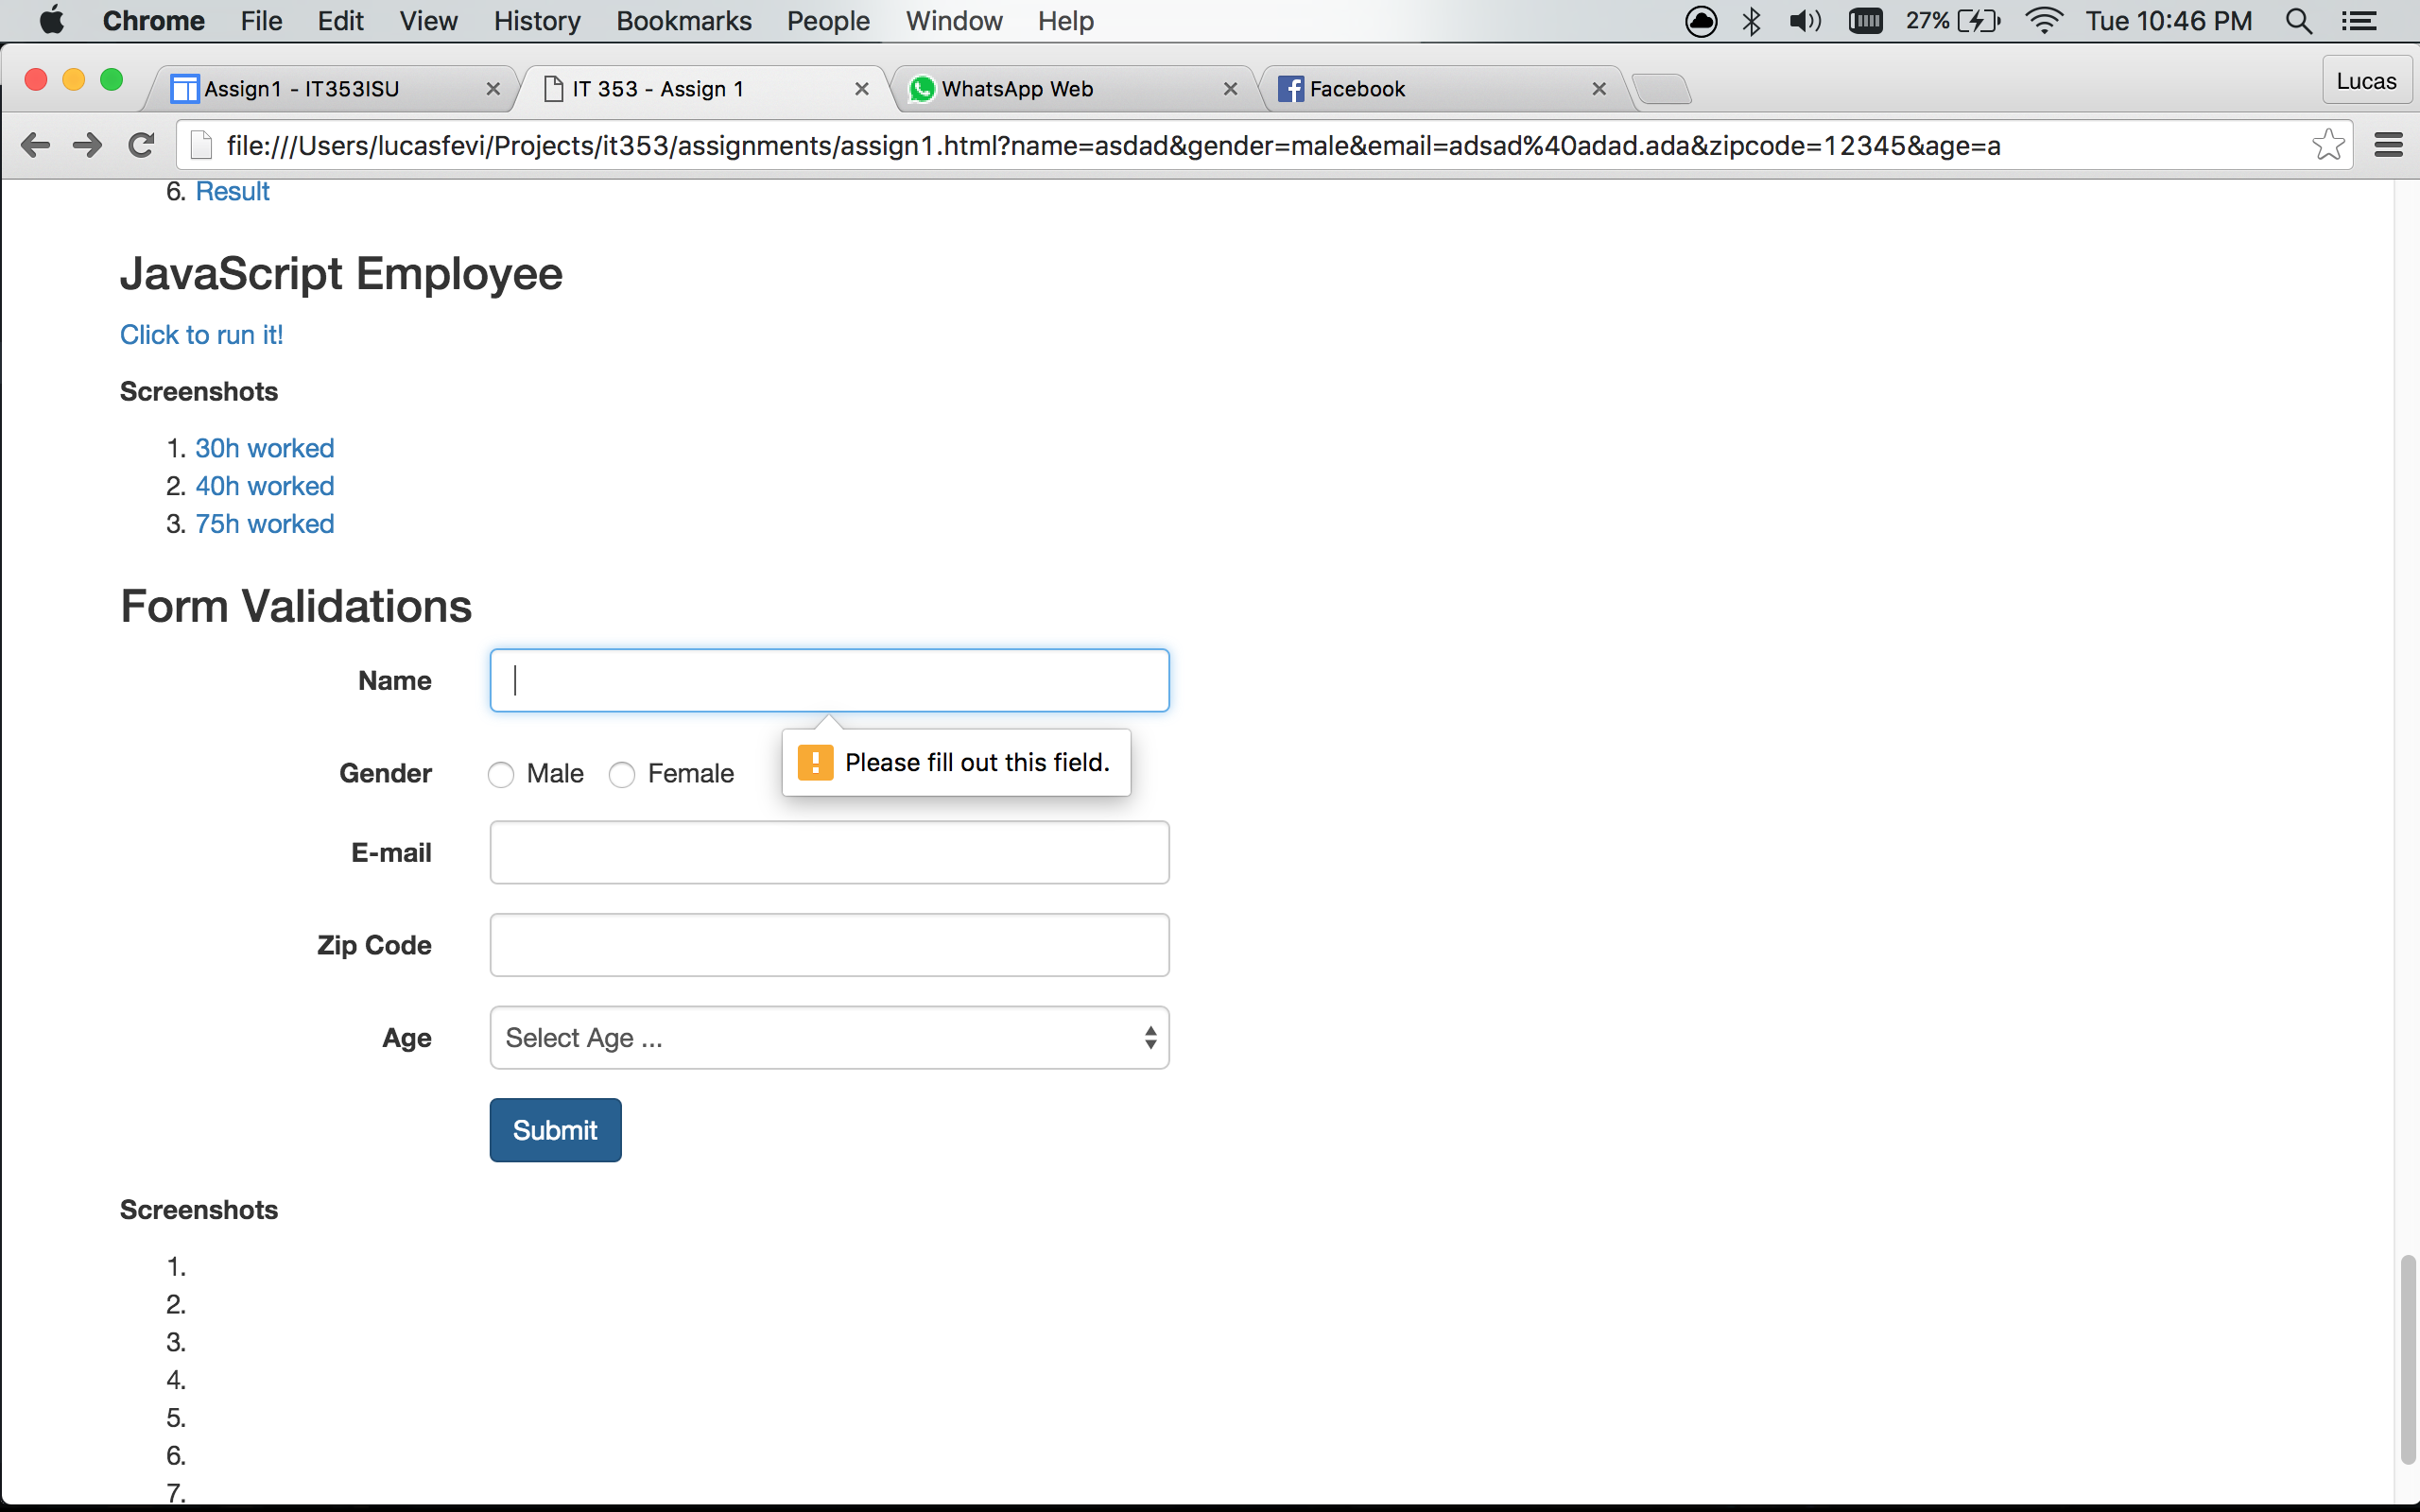 Chrome File Edit View History Bookmarks People Window Help 27% Tue 10:46 PM
Assign1 - IT353ISU IT 353 - Assign 1 WhatsApp Web Facebook Lucas
file:///Users/lucasfevi/Projects/it353/assignments/assign1.html?name=asdad&gender=male&email=adsad%40adad.ada&zipcode=12345&age=a
6. Result
JavaScript Employee
Click to run it!
Screenshots
1. 30h worked
2. 40h worked
3. 75h worked
Form Validations
Name
Please fill out this field.
Gender Male Female
E-mail
Zip Code
Age Select Age ...
Submit
Screenshots
1.
2.
3.
4.
5.
6.
7.